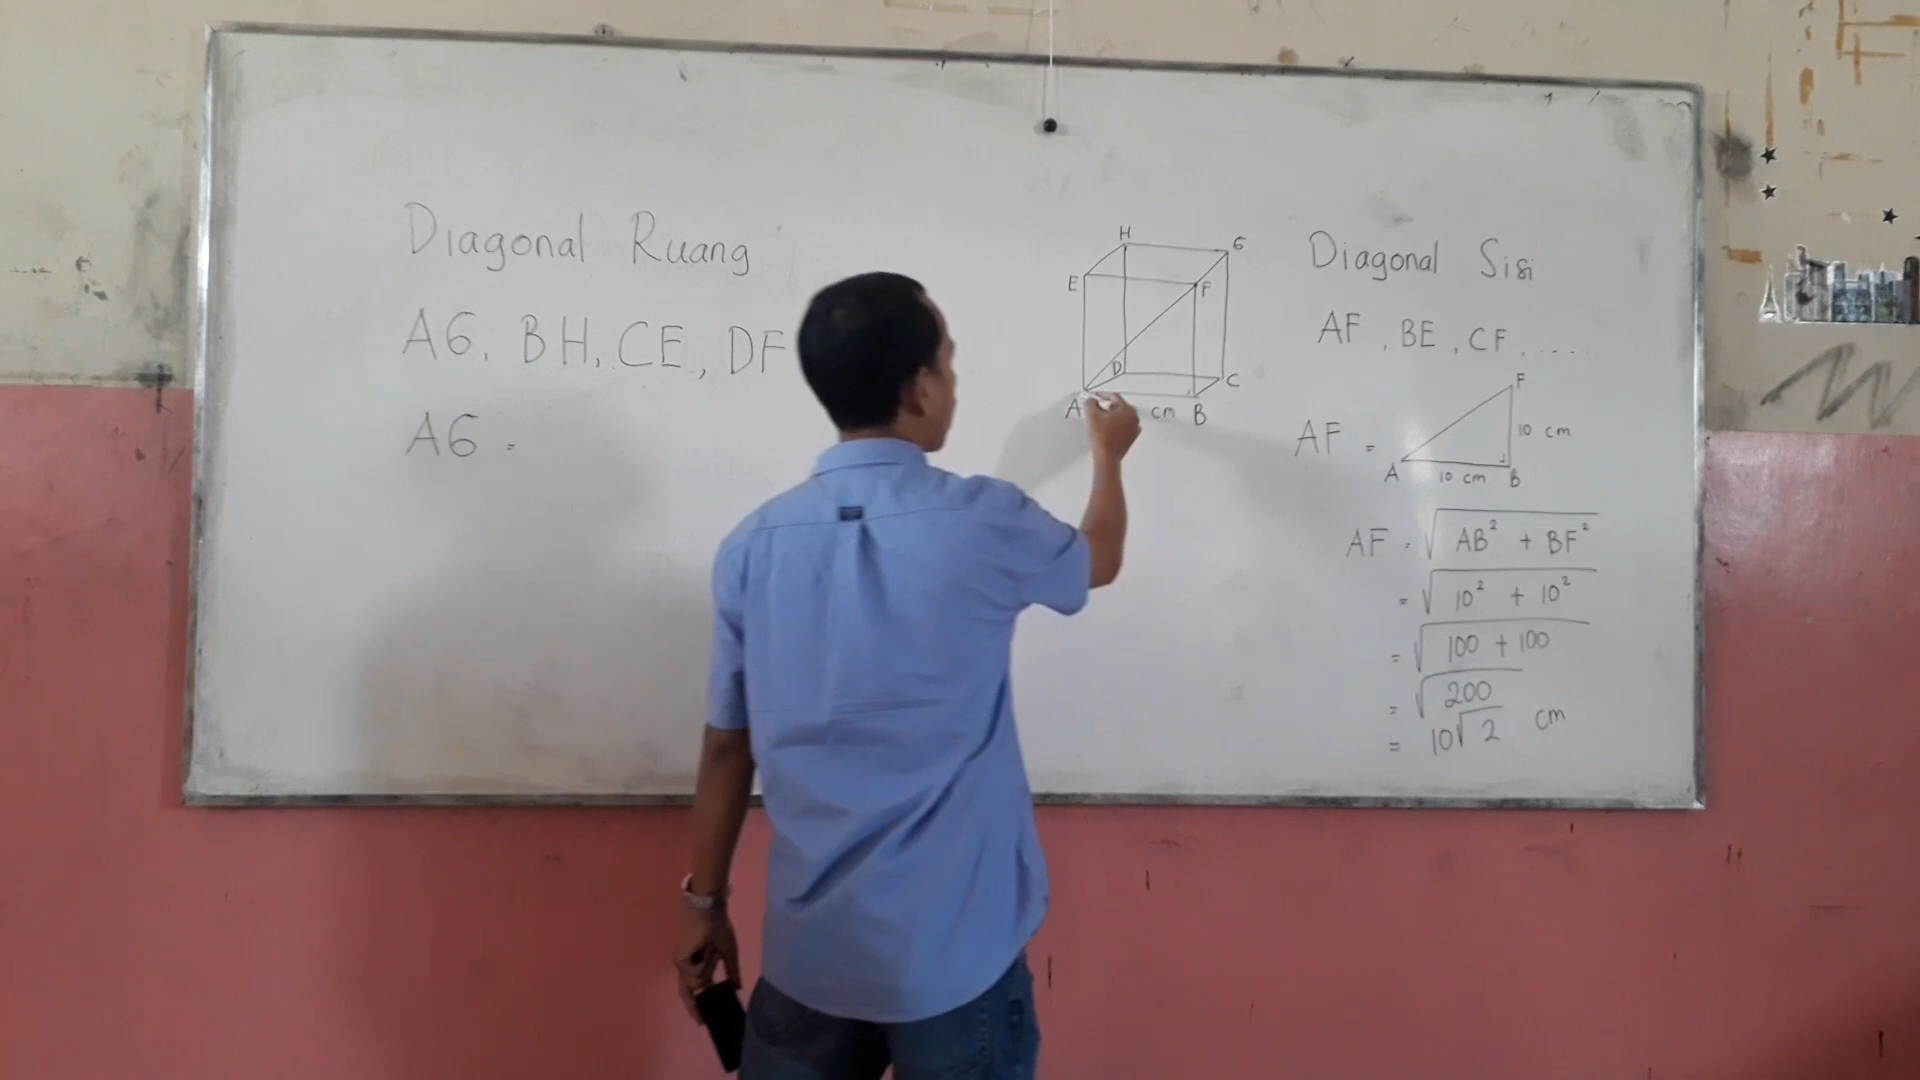 Diagonal Ruang
AG, BH, CE, DF
AG =
H
G
E
F
D
C
A
cm
B
Diagonal Sisi
AF , BE , CF , ....
F
AF =
10 cm
A
10 cm
B
AF = √AB² + BF²
= √10² + 10²
= √100 + 100
= √200
= 10√2 cm